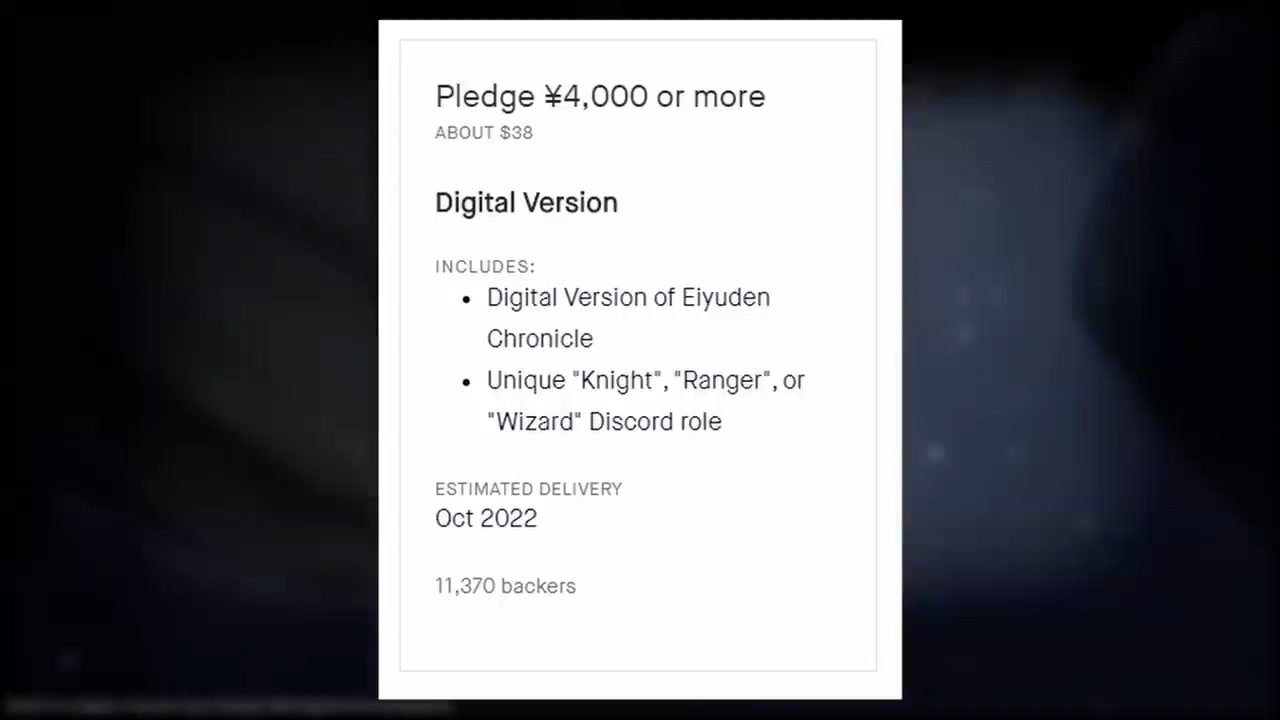 Pledge ¥4,000 or more
ABOUT $38
Digital Version
INCLUDES:
• Digital Version of Eiyuden
Chronicle
• Unique "Knight", "Ranger", or
"Wizard" Discord role
ESTIMATED DELIVERY
Oct 2022
11,370 backers